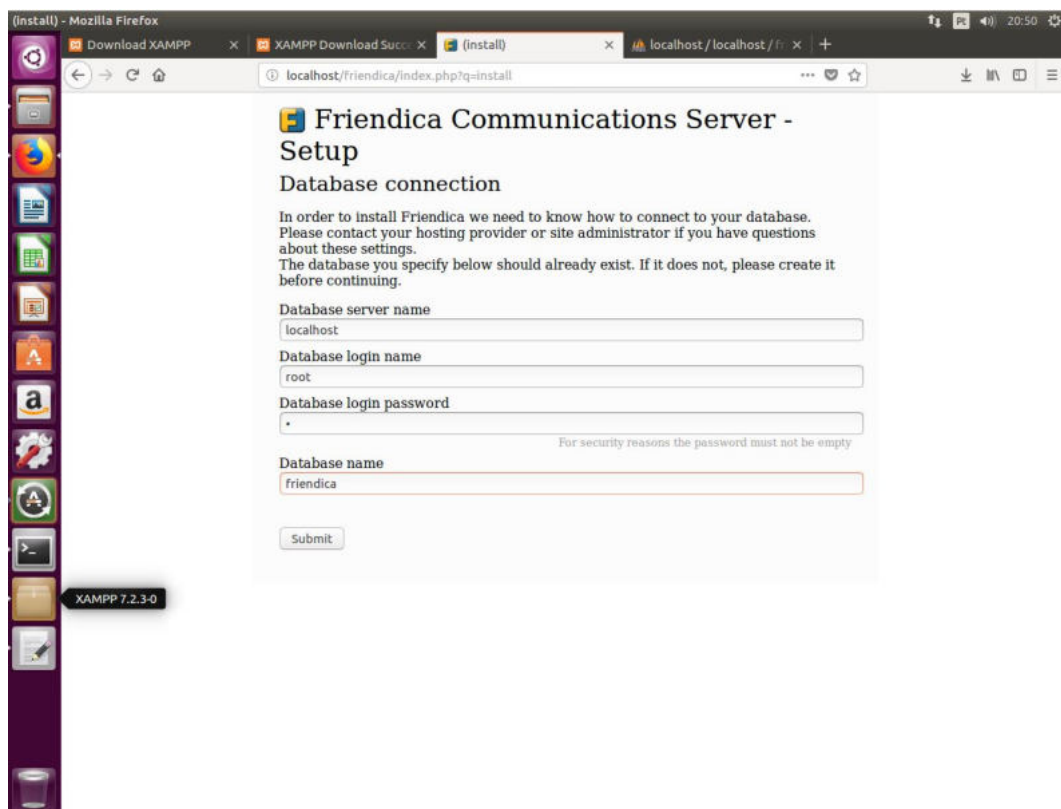 (install) - Mozilla Firefox
Pt
20:50
Download XAMPP
XAMPP Download Succ
(install)
localhost / localhost / fr
localhost/friendica/index.php?q=install
Friendica Communications Server -
Setup
Database connection
In order to install Friendica we need to know how to connect to your database.
Please contact your hosting provider or site administrator if you have questions
about these settings.
The database you specify below should already exist. If it does not, please create it
before continuing.
Database server name
localhost
Database login name
root
Database login password
For security reasons the password must not be empty
Database name
friendica
Submit
XAMPP 7.2.3-0